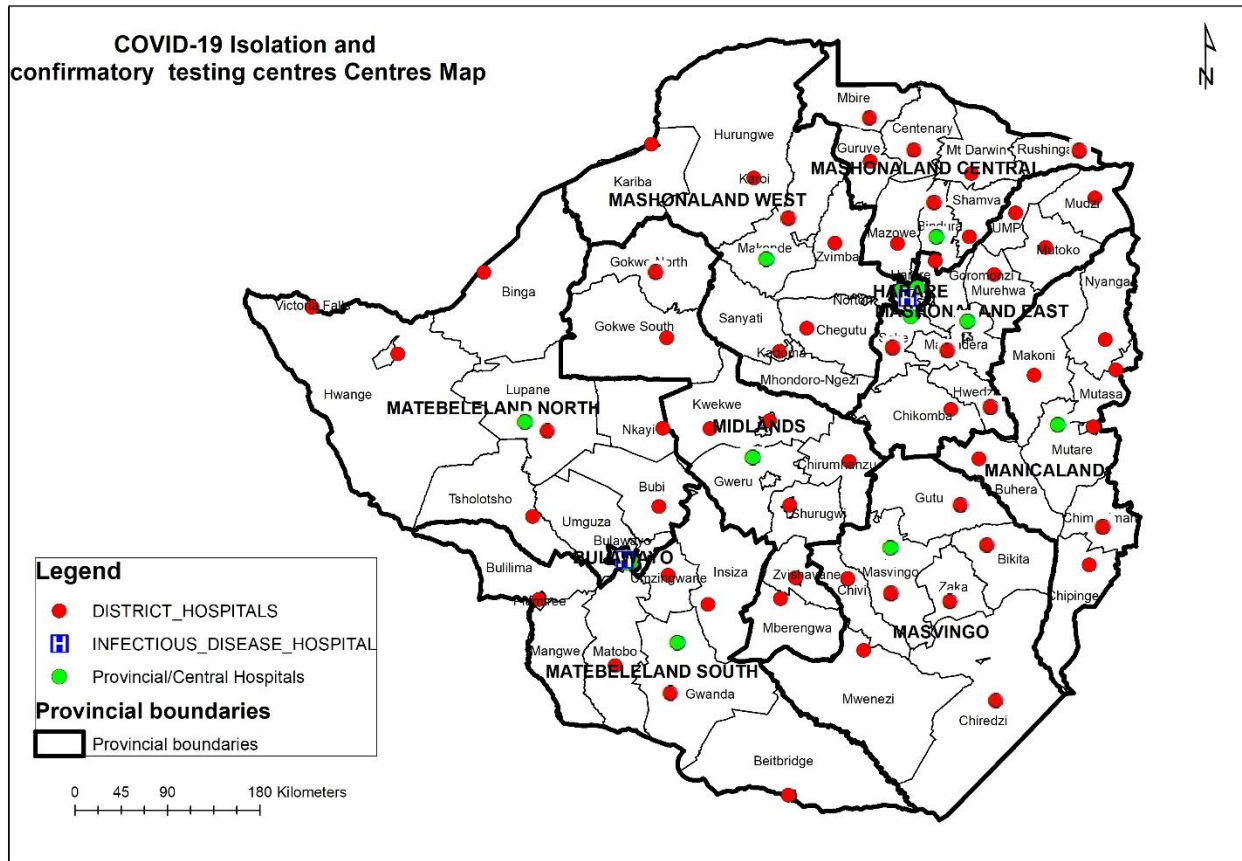 COVID-19 Isolation and
confirmatory testing centres Centres Map
N
Mbire
Centenary
Hurungwe
Guruve
Mt Darwin
Rushinga
MASHONALAND CENTRAL
Kariba
Karoi
MASHONALAND WEST
Shamva
Mudzi
Bindura
UMP
Mazowe
Mutoko
Makonde
Zvimba
Gokwe North
Harare
Goromonzi
Nyanga
Binga
Murehwa
HARARE
Norton
MASHONALAND EAST
Victoria Falls
Sanyati
Chegutu
Gokwe South
Kadoma
Makoni
Mhondoro-Ngezi
Hwange
Lupane
Hwedza
Mutasa
MATEBELELAND NORTH
Kwekwe
Chikomba
Nkayi
MIDLANDS
Mutare
Chirumhanzu
MANICALAND
Gweru
Buhera
Bubi
Gutu
Tsholotsho
Umguza
Shurugwi
Bulawayo
BULAWAYO
Bikita
Bulilima
Umzingwane
Insiza
Zvishavane
Masvingo
Chivi
Zaka
Chipinge
Plumtree
Mberengwa
MASVINGO
Mangwe
Matobo
MATEBELELAND SOUTH
Gwanda
Mwenezi
Chiredzi
Beitbridge
Legend
DISTRICT_HOSPITALS
H INFECTIOUS_DISEASE_HOSPITAL
Provincial/Central Hospitals
Provincial boundaries
Provincial boundaries
0 45 90 180 Kilometers